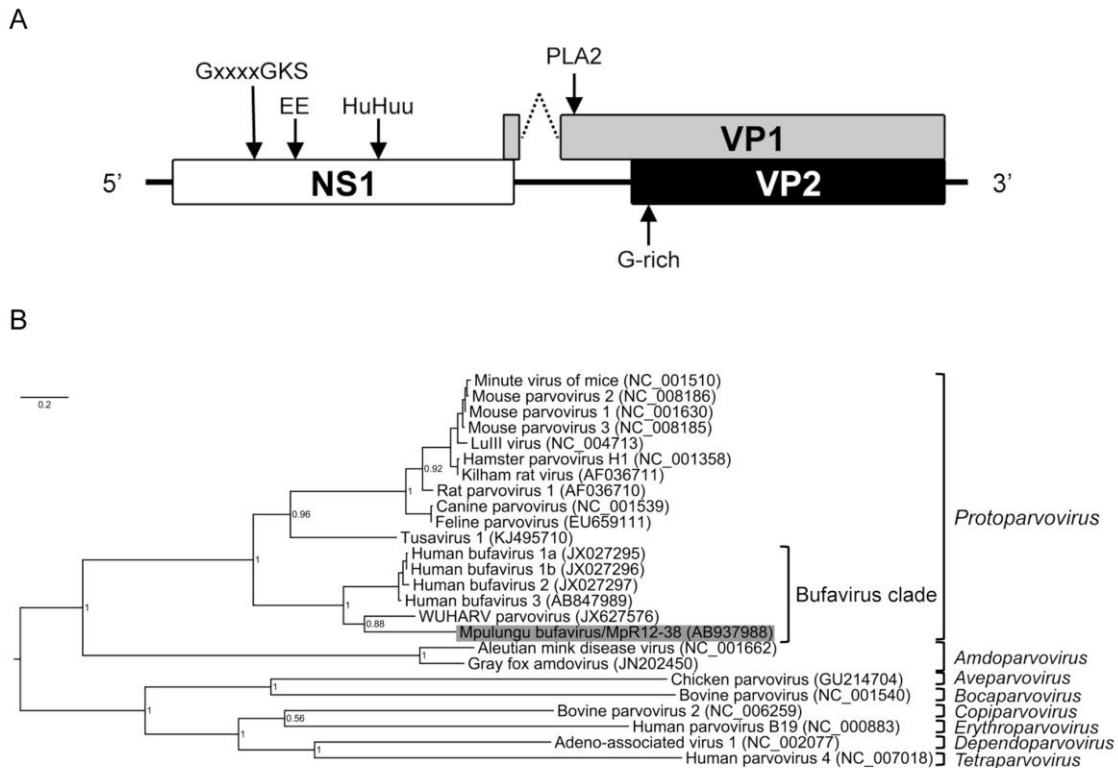 A
PLA2
GxxxxGKS
EE
HuHuu
VP1
5’
NS1
VP2
3’
G-rich
B
0.2
Minute virus of mice (NC_001510)
Mouse parvovirus 2 (NC_008186)
Mouse parvovirus 1 (NC_001630)
Mouse parvovirus 3 (NC_008185)
LuIII virus (NC_004713)
Hamster parvovirus H1 (NC_001358)
0.92
Kilham rat virus (AF036711)
1
Rat parvovirus 1 (AF036710)
Canine parvovirus (NC_001539)
0.96
Feline parvovirus (EU659111)
Protoparvovirus
Tusavirus 1 (KJ495710)
Human bufavirus 1a (JX027295)
1
Human bufavirus 1b (JX027296)
Human bufavirus 2 (JX027297)
Bufavirus clade
1
Human bufavirus 3 (AB847989)
1
WUHARV parvovirus (JX627576)
0.88
Mpulungu bufavirus/MpR12-38 (AB937988)
Aleutian mink disease virus (NC_001662)
1
Gray fox amdovirus (JN202450)
Amdoparvovirus
Chicken parvovirus (GU214704)
Aveparvovirus
1
Bovine parvovirus (NC_001540)
Bocaparvovirus
1
Bovine parvovirus 2 (NC_006259)
Copiparvovirus
0.56
Human parvovirus B19 (NC_000883)
Erythroparvovirus
Adeno-associated virus 1 (NC_002077)
Dependoparvovirus
1
1
Human parvovirus 4 (NC_007018)
Tetraparvovirus